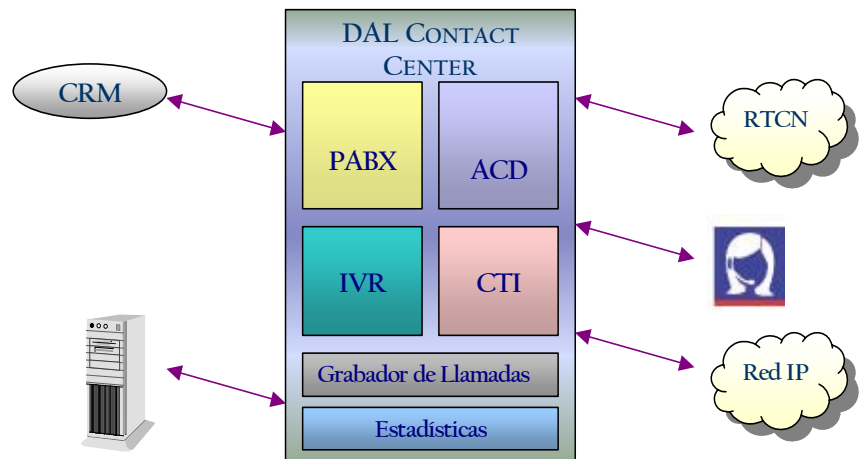 DAL CONTACT
CENTER
CRM
PABX
ACD
RTCN
IVR
CTI
Grabador de Llamadas
Red IP
Estadísticas